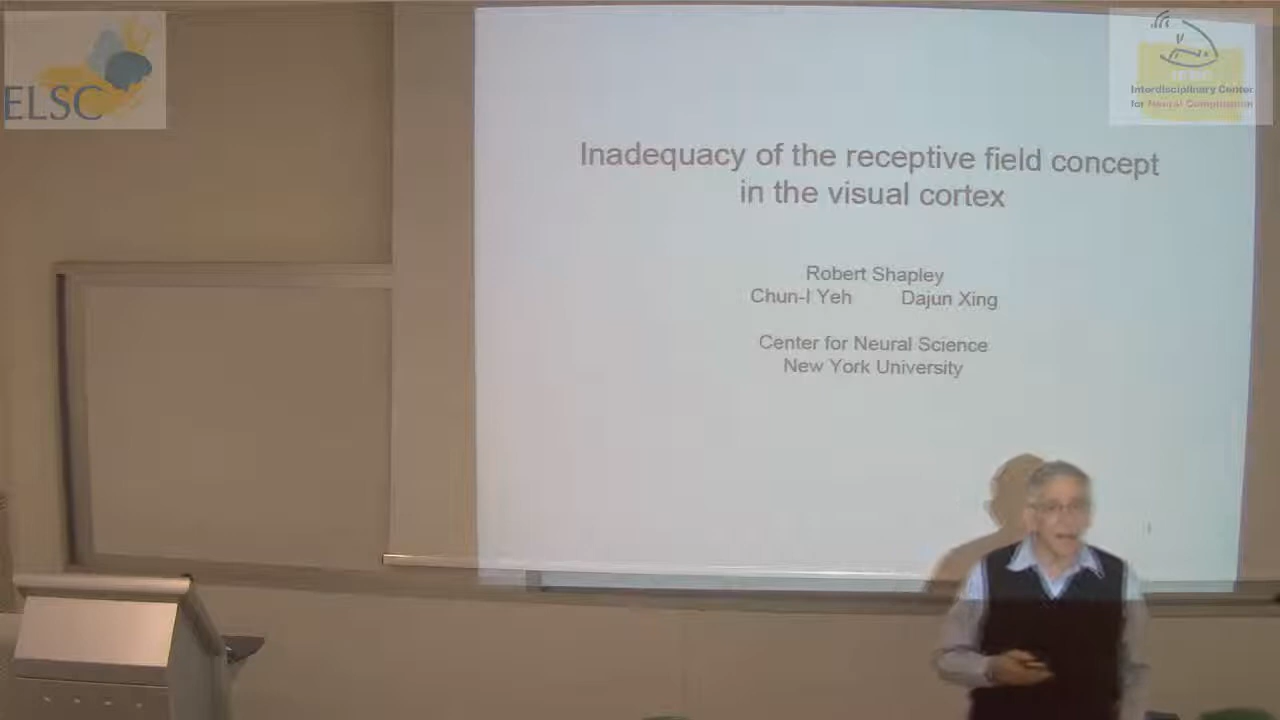 ELSC
Interdisciplinary Center
for Neural Computation
Inadequacy of the receptive field concept
in the visual cortex
Robert Shapley
Chun-I Yeh Dajun Xing
Center for Neural Science
New York University